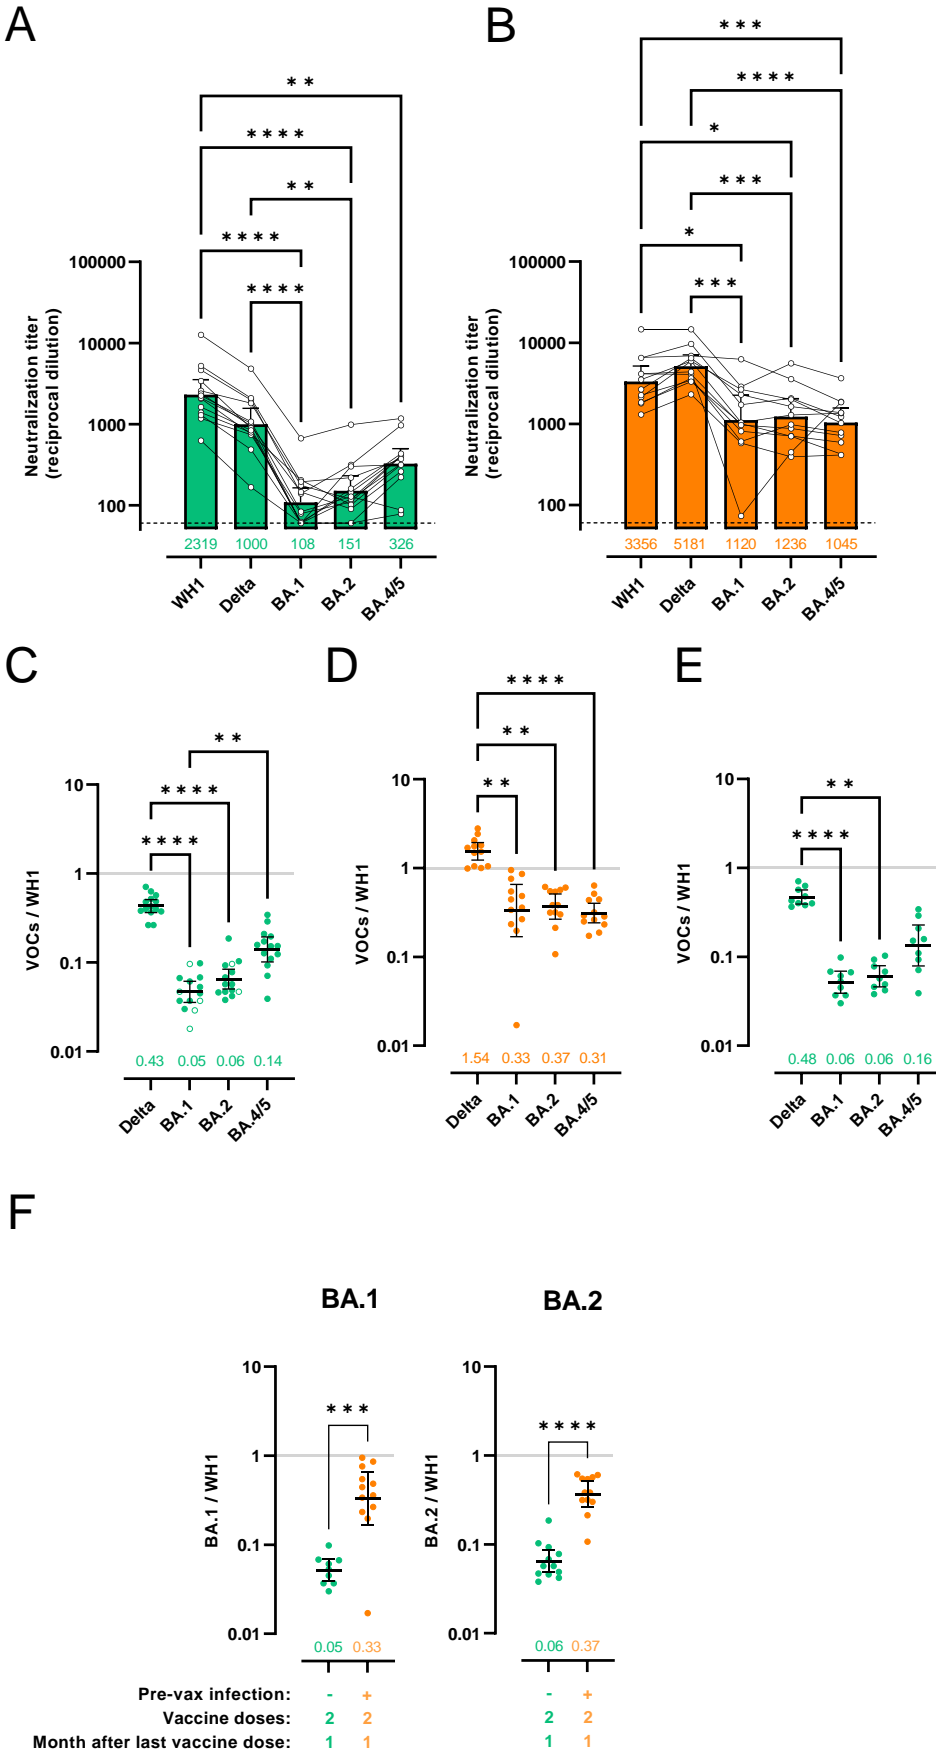 A
B
* * *
* *
* * * *
* * * *
*
* *
* * *
* * * *
*
* * * *
* * *
100000
10000
1000
100
Neutralization titer
(reciprocal dilution)
2319 1000 108 151 326
WH1 Delta BA.1 BA.2 BA.4/5
100000
10000
1000
100
Neutralization titer
(reciprocal dilution)
3356 5181 1120 1236 1045
WH1 Delta BA.1 BA.2 BA.4/5
C
D
E
* *
* * * *
* * * *
10
1
0.1
0.01
VOCs / WH1
0.43 0.05 0.06 0.14
Delta BA.1 BA.2 BA.4/5
* * * *
* *
* *
10
1
0.1
0.01
VOCs / WH1
1.54 0.33 0.37 0.31
Delta BA.1 BA.2 BA.4/5
* *
* * * *
10
1
0.1
0.01
VOCs / WH1
0.48 0.06 0.06 0.16
Delta BA.1 BA.2 BA.4/5
F
BA.1
* * *
10
1
0.1
0.01
BA.1 / WH1
0.05 0.33
BA.2
* * * *
10
1
0.1
0.01
BA.2 / WH1
0.06 0.37
Pre-vax infection: - + - +
Vaccine doses: 2 2 2 2
Month after last vaccine dose: 1 1 1 1